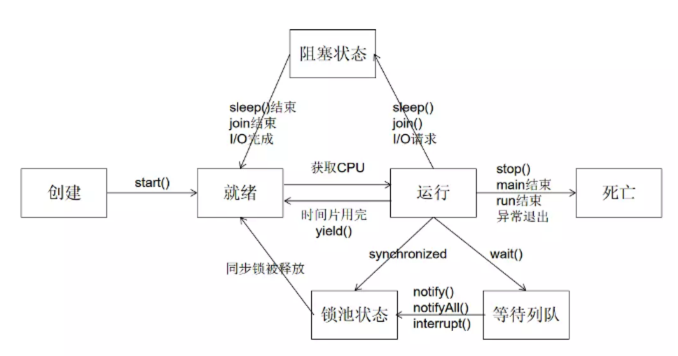 阻塞状态
sleep()结束
join结束
I/O完成
sleep()
join()
I/O请求
创建
start()
就绪
获取CPU
时间片用完
yield()
运行
stop()
main结束
run结束
异常退出
死亡
同步锁被释放
synchronized
wait()
锁池状态
notify()
notifyAll()
interrupt()
等待列队